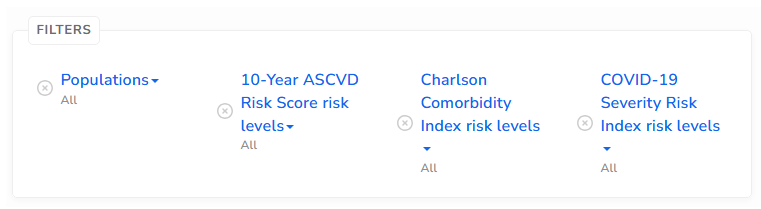 FILTERS
Populations
All
10-Year ASCVD
Risk Score risk
levels
All
Charlson
Comorbidity
Index risk levels
All
COVID-19
Severity Risk
Index risk levels
All